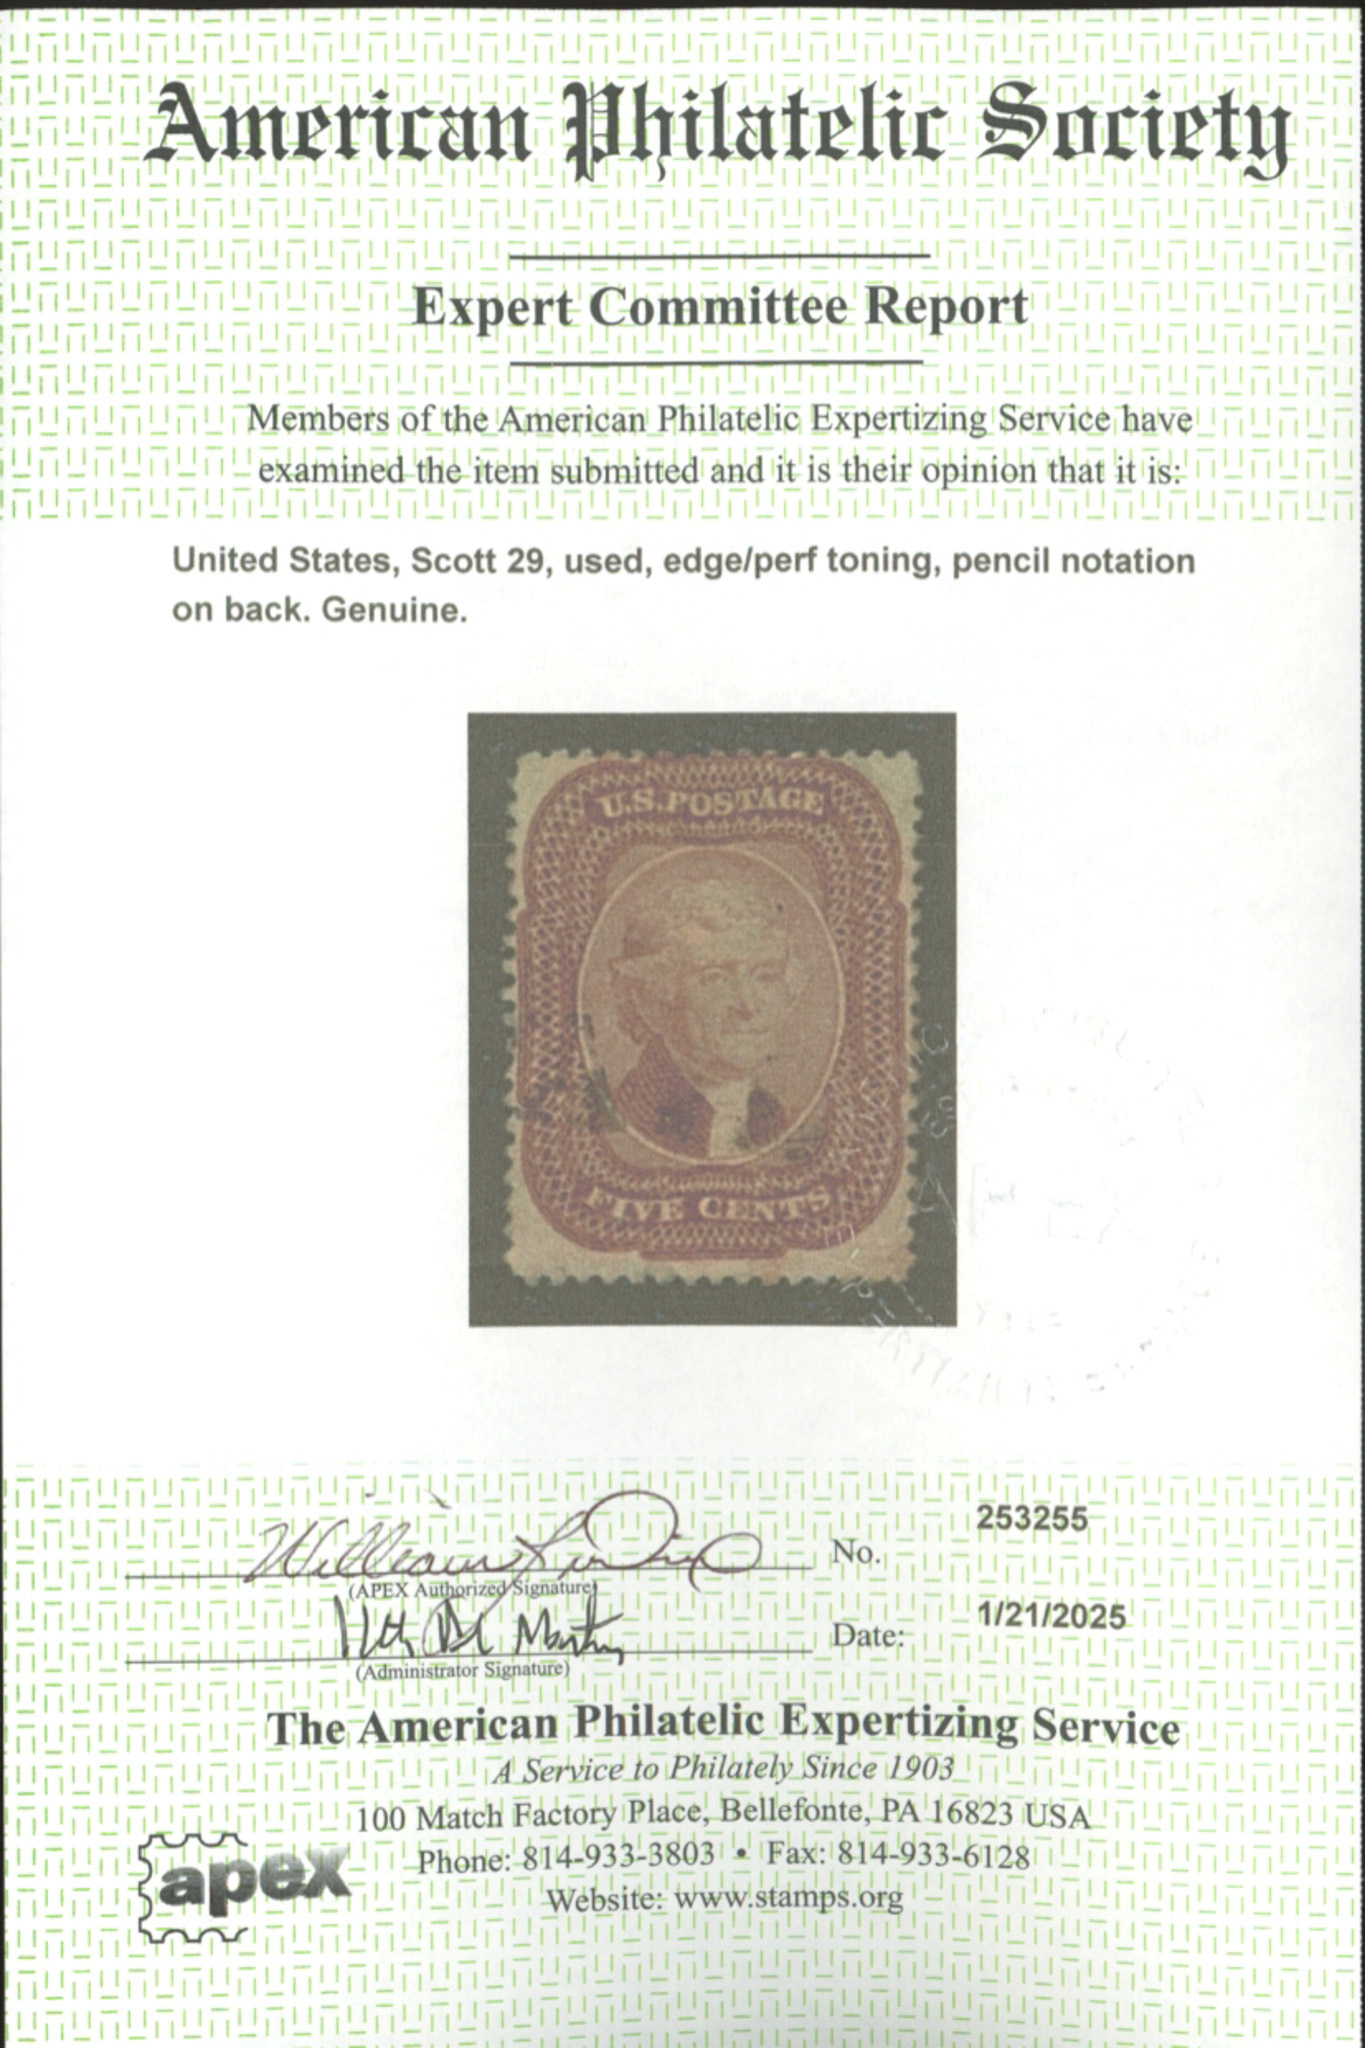 American Philatelic Society
Expert Committee Report
Members of the American Philatelic Expertizing Service have
examined the item submitted and it is their opinion that it is:
United States, Scott 29, used, edge/perf toning, pencil notation
on back. Genuine.
U.S. POSTAGE
FIVE CENTS
No. 253255
(APEX Authorized Signature)
Date: 1/21/2025
(Administrator Signature)
The American Philatelic Expertizing Service
A Service to Philately Since 1903
100 Match Factory Place, Bellefonte, PA 16823 USA
Phone: 814-933-3803 • Fax: 814-933-6128
Website: www.stamps.org
apex